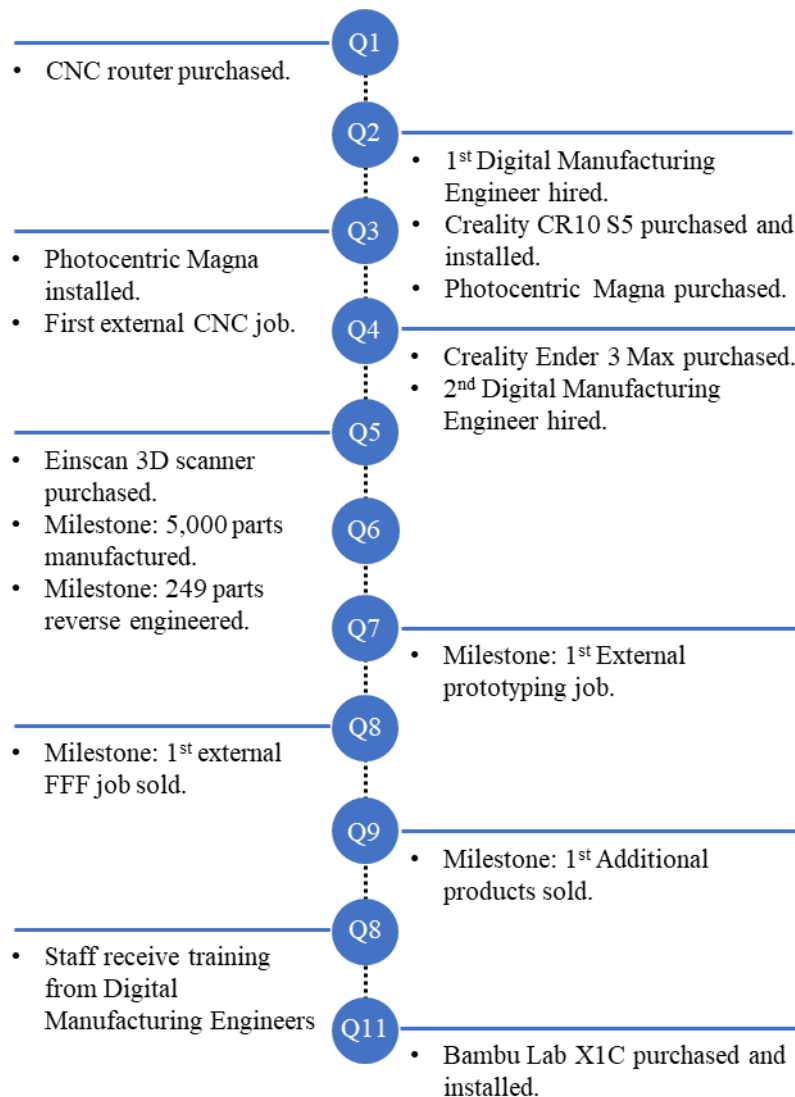 Q1
• CNC router purchased.
Q2
• 1st Digital Manufacturing
Engineer hired.
• Creality CR10 S5 purchased and
installed.
• Photocentric Magna purchased.
Q3
• Photocentric Magna
installed.
• First external CNC job.
Q4
• Creality Ender 3 Max purchased.
• 2nd Digital Manufacturing
Engineer hired.
Q5
• Einscan 3D scanner
purchased.
• Milestone: 5,000 parts
manufactured.
• Milestone: 249 parts
reverse engineered.
Q6
Q7
• Milestone: 1st External
prototyping job.
Q8
• Milestone: 1st external
FFF job sold.
Q9
• Milestone: 1st Additional
products sold.
Q8
• Staff receive training
from Digital
Manufacturing Engineers
Q11
• Bambu Lab X1C purchased and
installed.